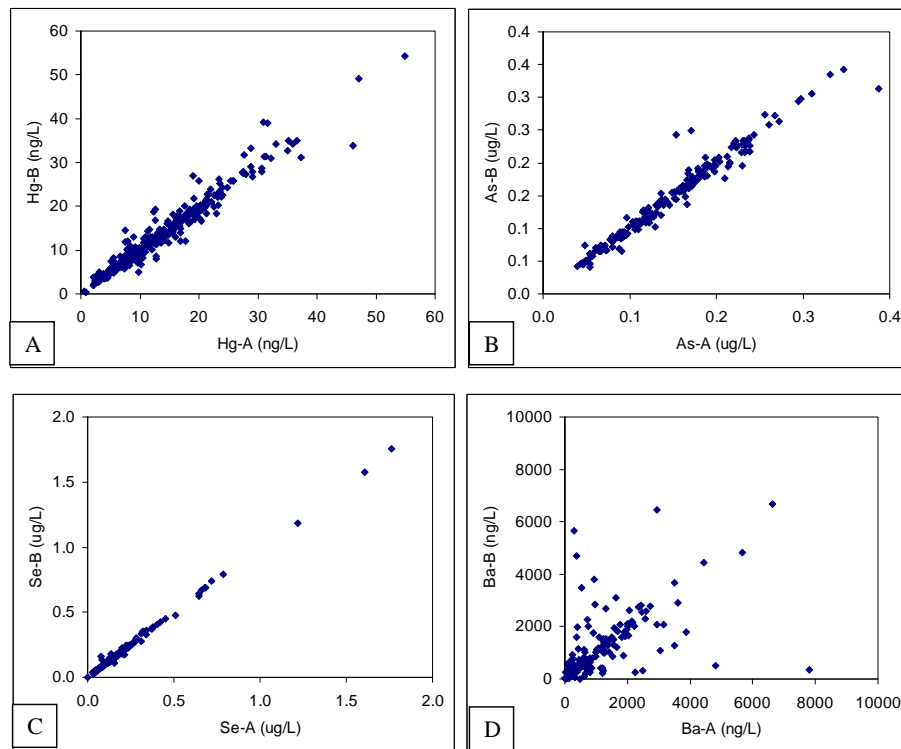 60
50
40
30
20
10
0
Hg-B (ng/L)
0 10 20 30 40 50 60
Hg-A (ng/L)
A
0.4
0.4
0.3
0.3
0.2
0.2
0.1
0.1
0.0
As-B (ug/L)
0.0 0.1 0.2 0.3 0.4
As-A (ug/L)
B
2.0
1.5
1.0
0.5
0.0
Se-B (ug/L)
0.0 0.5 1.0 1.5 2.0
Se-A (ug/L)
C
10000
8000
6000
4000
2000
0
Ba-B (ng/L)
0 2000 4000 6000 8000 10000
Ba-A (ng/L)
D